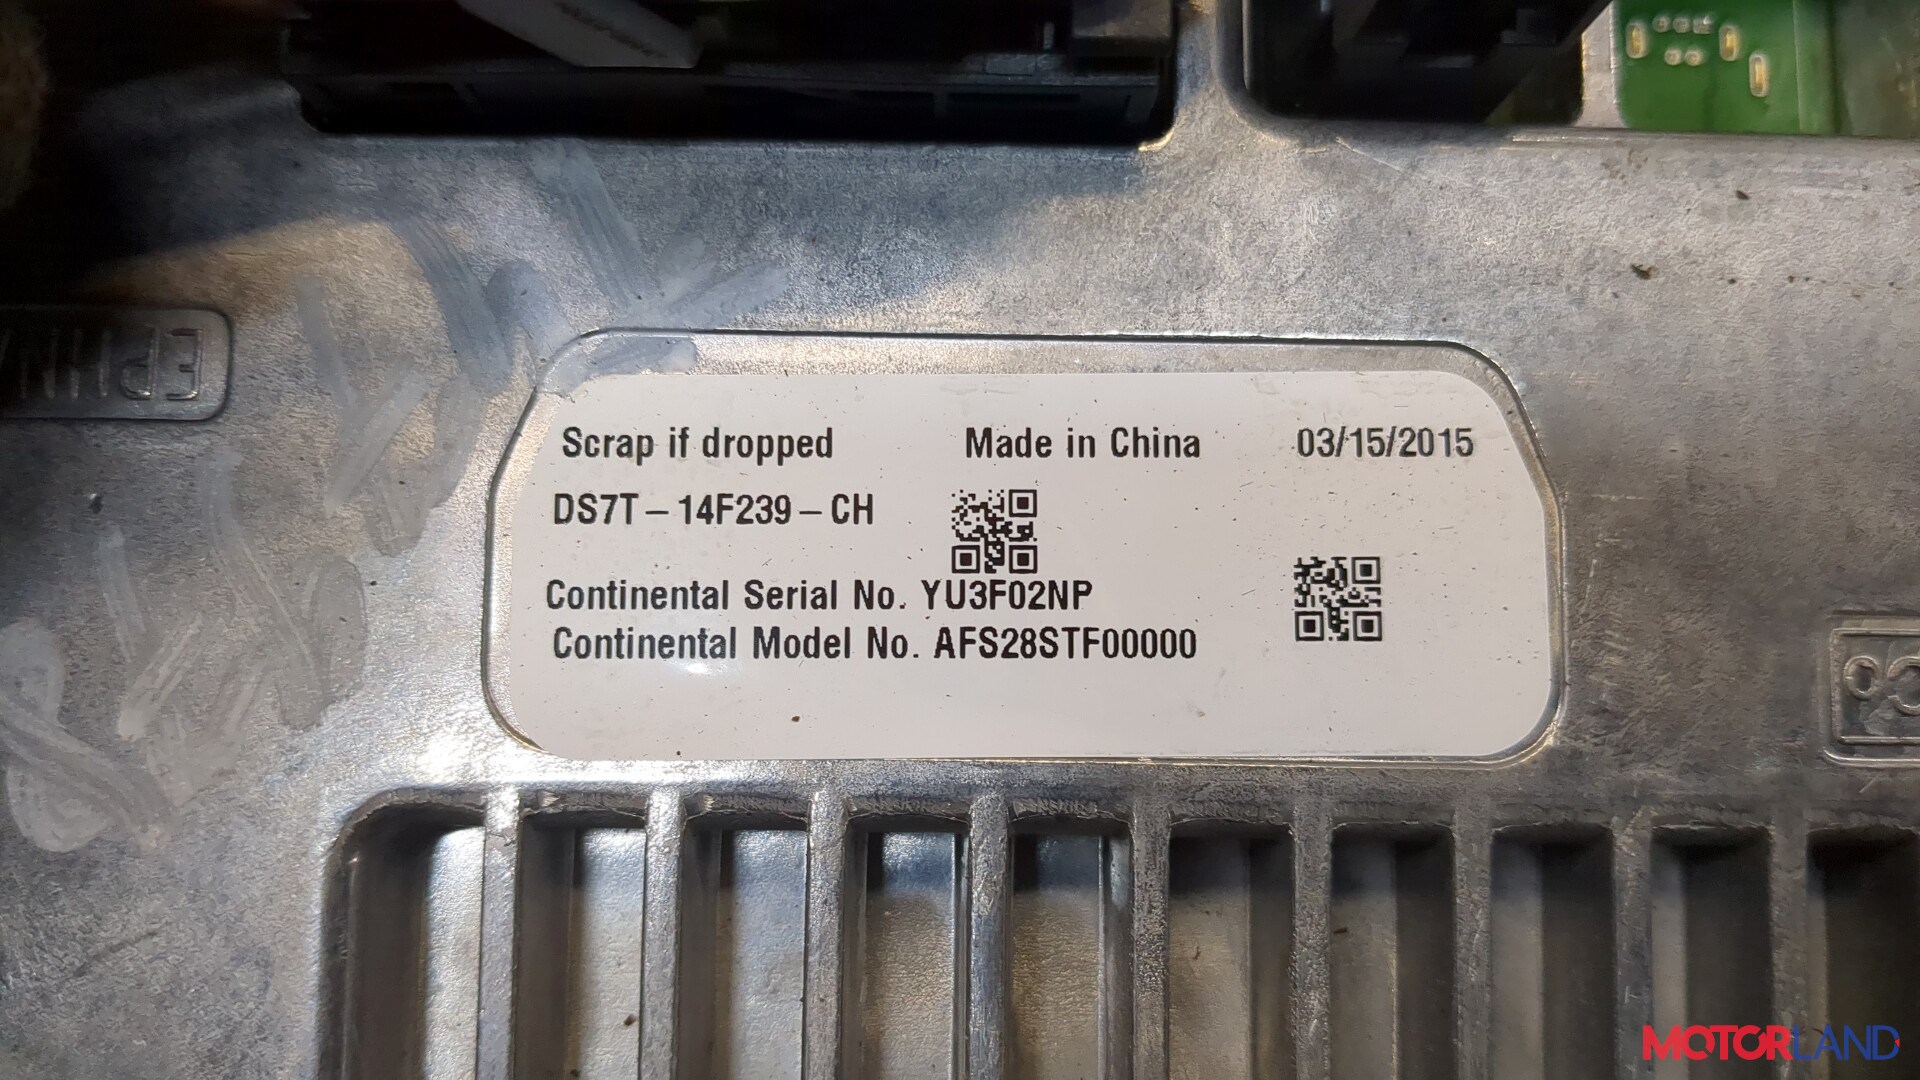 Scrap if dropped Made in China 03/15/2015
DS7T – 14F239 – CH
Continental Serial No. YU3F02NP
Continental Model No. AFS28STF00000
MOTORLAND